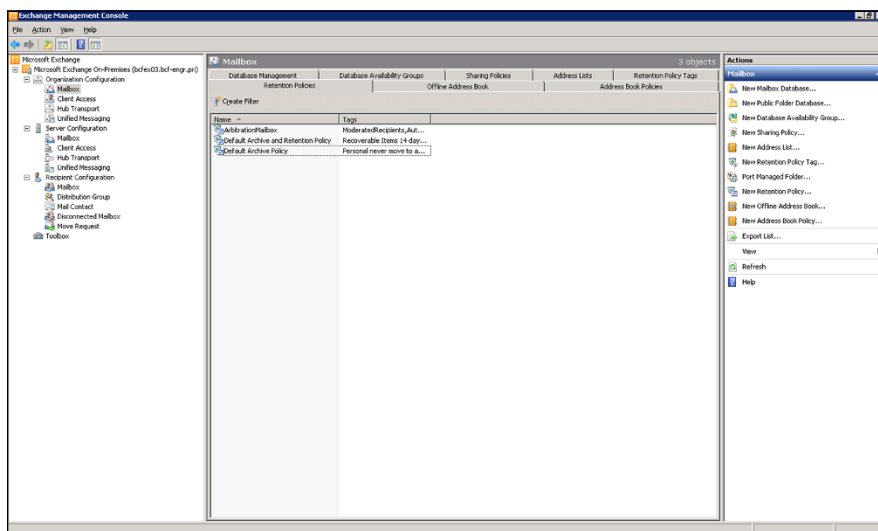 Exchange Management Console
File Action View Help
Microsoft Exchange
Microsoft Exchange On-Premises (bcfex03.bcf-engr.pri)
Organization Configuration
Mailbox
Client Access
Hub Transport
Unified Messaging
Server Configuration
Mailbox
Client Access
Hub Transport
Unified Messaging
Recipient Configuration
Mailbox
Distribution Group
Mail Contact
Disconnected Mailbox
Move Request
Toolbox
Mailbox 3 objects
Database Management Database Availability Groups Sharing Policies Address Lists Retention Policy Tags
Retention Policies Offline Address Book Address Book Policies
Create Filter
Name Tags
ArbitrationMailbox ModeratedRecipients,Aut...
Default Archive and Retention Policy Recoverable Items 14 day...
Default Archive Policy Personal never move to a...
Actions
Mailbox
New Mailbox Database...
New Public Folder Database...
New Database Availability Group...
New Sharing Policy...
New Address List...
New Retention Policy Tag...
Port Managed Folder...
New Retention Policy...
New Offline Address Book...
New Address Book Policy...
Export List...
View
Refresh
Help